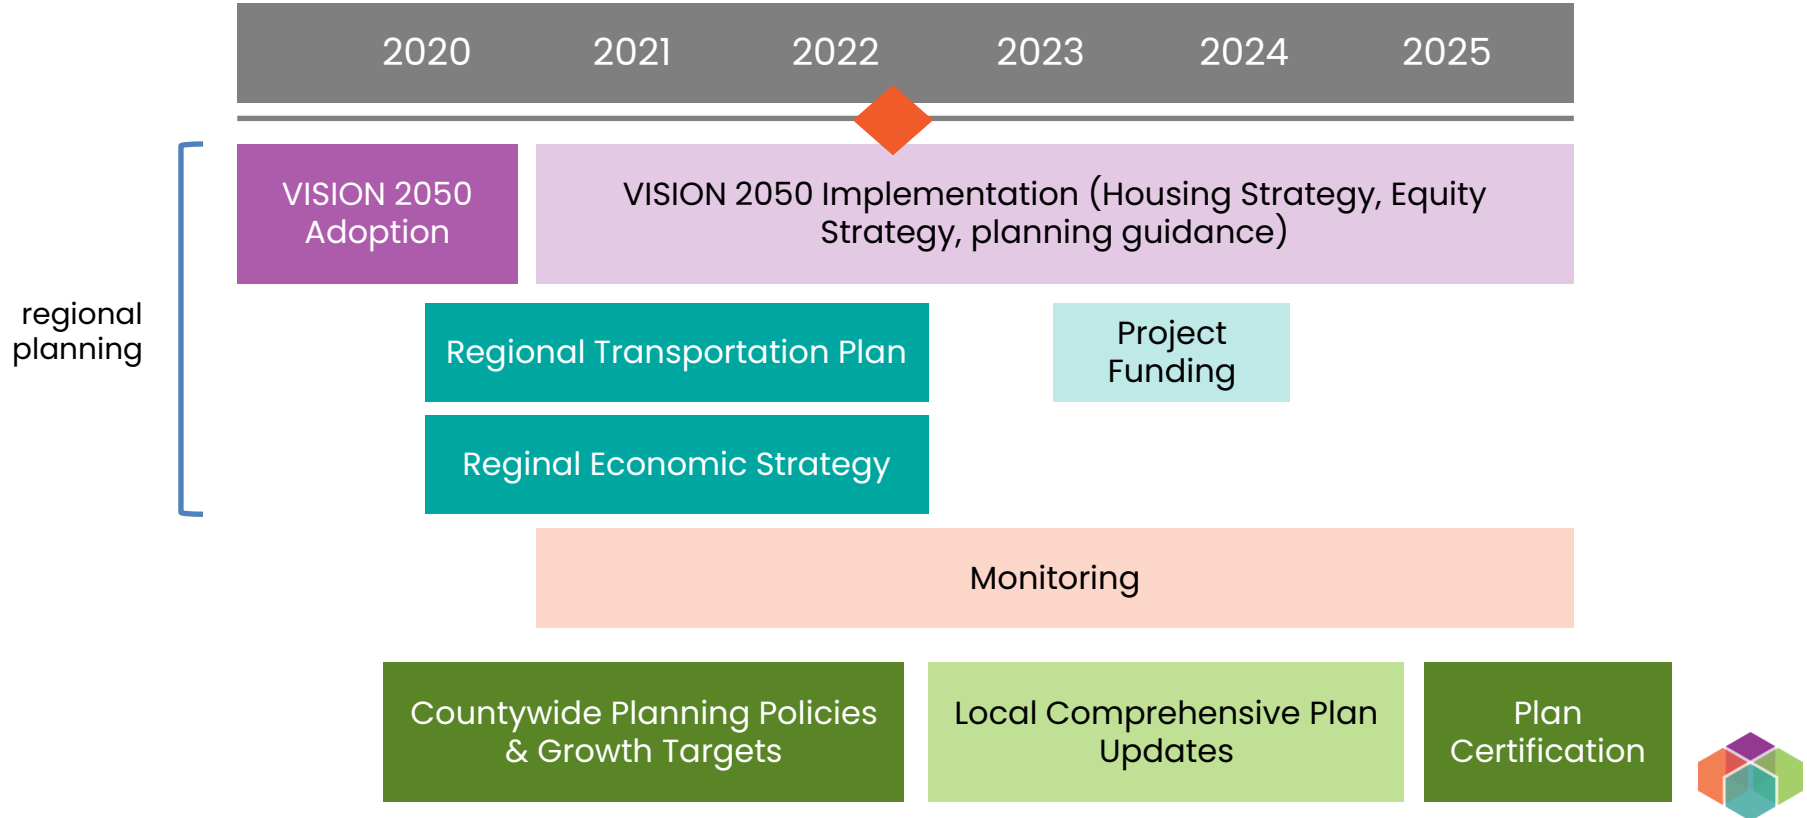 2020 2021 2022 2023 2024 2025
VISION 2050
Adoption
VISION 2050 Implementation (Housing Strategy, Equity
Strategy, planning guidance)
regional
planning
Regional Transportation Plan
Project
Funding
Reginal Economic Strategy
Monitoring
Countywide Planning Policies
& Growth Targets
Local Comprehensive Plan
Updates
Plan
Certification